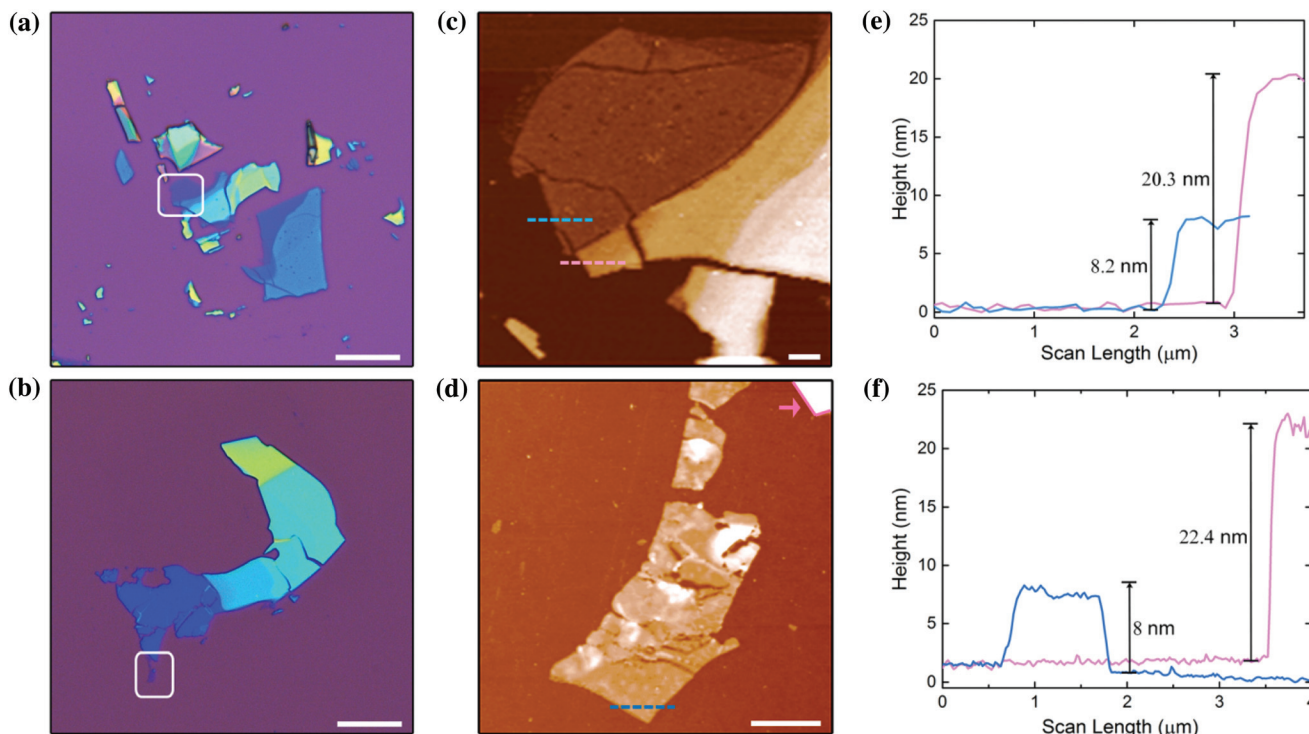 (a)
(c)
(e)
25
20
15
10
5
0
Height (nm)
20.3 nm
8.2 nm
0
1
2
3
Scan Length (μm)
(b)
(d)
(f)
25
20
15
10
5
0
Height (nm)
22.4 nm
8 nm
0
1
2
3
Scan Length (μm)